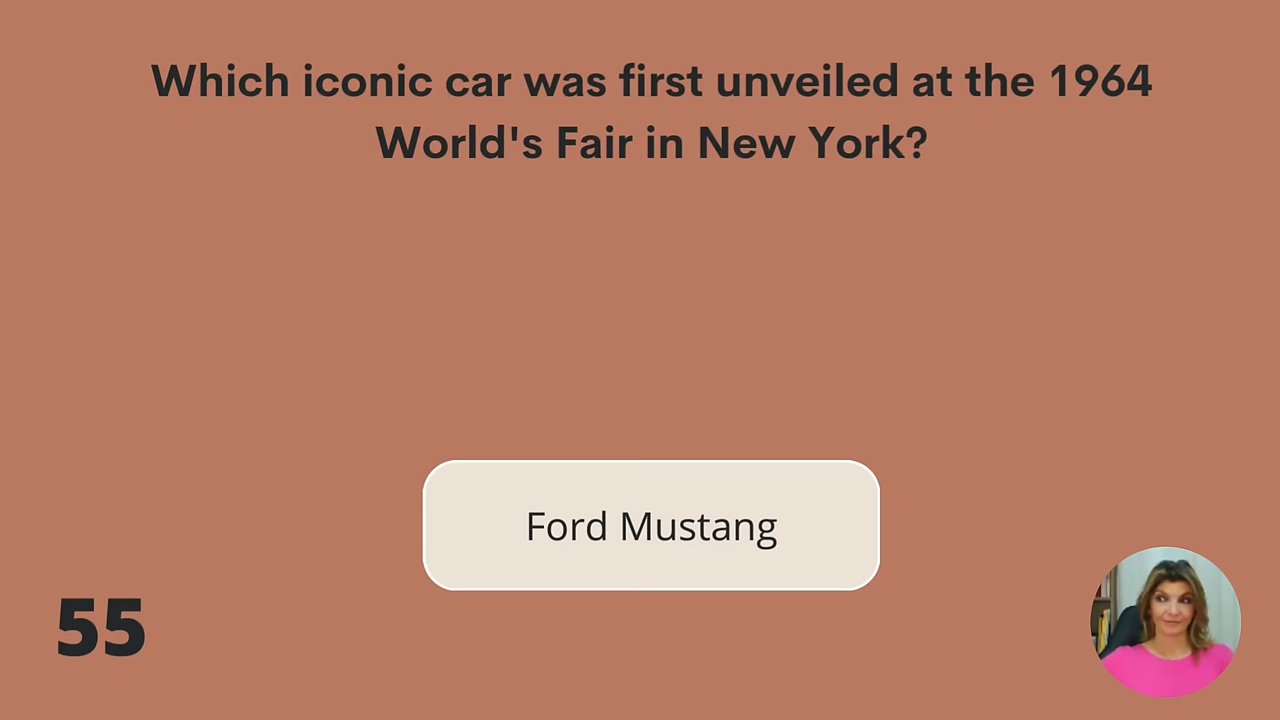 Which iconic car was first unveiled at the 1964
World's Fair in New York?
Ford Mustang
55